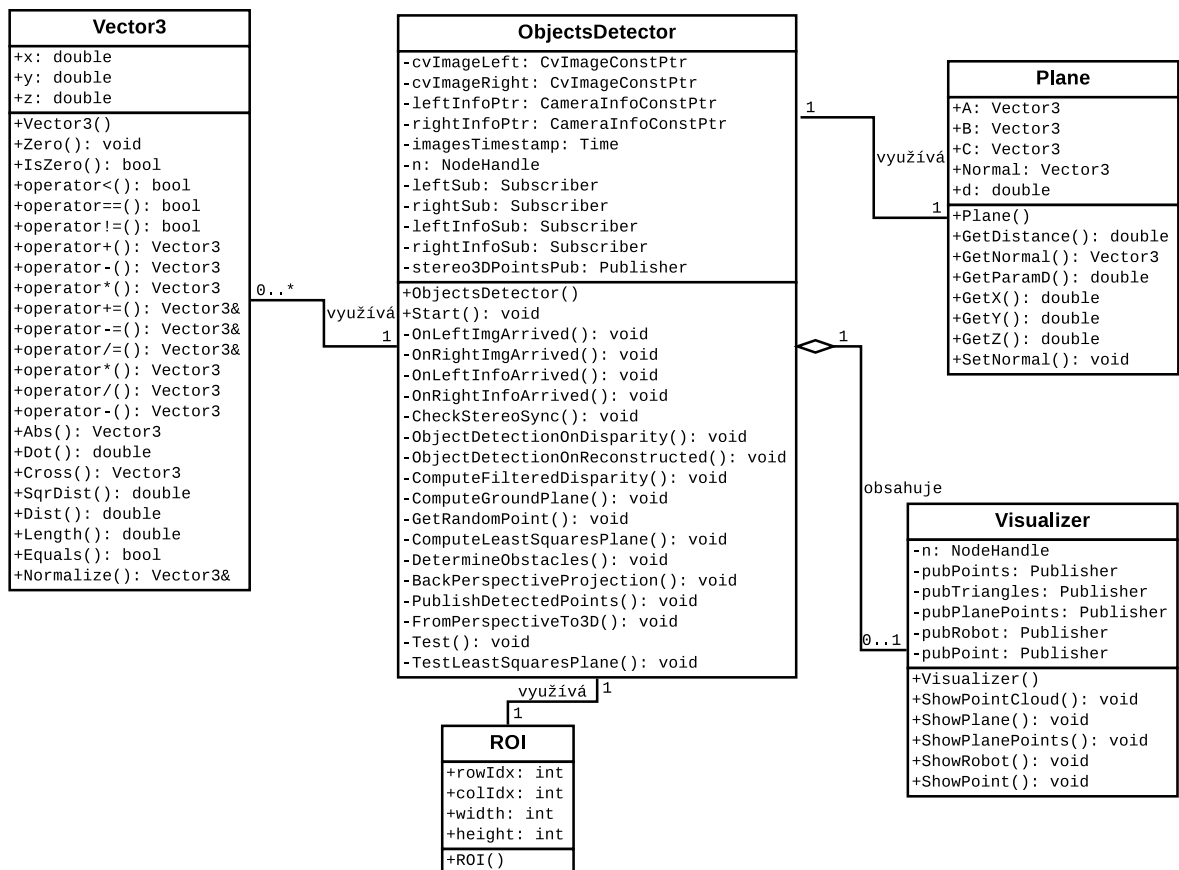 Vector3
+x: double
+y: double
+z: double
+Vector3()
+Zero(): void
+IsZero(): bool
+operator<(): bool
+operator==(): bool
+operator!=(): bool
+operator+(): Vector3
+operator-(): Vector3
+operator*(): Vector3
+operator+=(): Vector3&
+operator-=(): Vector3&
+operator/=(): Vector3&
+operator*(): Vector3
+operator/(): Vector3
+operator-(): Vector3
+Abs(): Vector3
+Dot(): double
+Cross(): Vector3
+SqrDist(): double
+Dist(): double
+Length(): double
+Equals(): bool
+Normalize(): Vector3&
0..*
využívá
1
ObjectsDetector
-cvImageLeft: CvImageConstPtr
-cvImageRight: CvImageConstPtr
-leftInfoPtr: CameraInfoConstPtr
-rightInfoPtr: CameraInfoConstPtr
-imagesTimestamp: Time
-n: NodeHandle
-leftSub: Subscriber
-rightSub: Subscriber
-leftInfoSub: Subscriber
-rightInfoSub: Subscriber
-stereo3DPointsPub: Publisher
+ObjectsDetector()
+Start(): void
-OnLeftImgArrived(): void
-OnRightImgArrived(): void
-OnLeftInfoArrived(): void
-OnRightInfoArrived(): void
-CheckStereoSync(): void
-ObjectDetectionOnDisparity(): void
-ObjectDetectionOnReconstructed(): void
-ComputeFilteredDisparity(): void
-ComputeGroundPlane(): void
-GetRandomPoint(): void
-ComputeLeastSquaresPlane(): void
-DetermineObstacles(): void
-BackPerspectiveProjection(): void
-PublishDetectedPoints(): void
-FromPerspectiveTo3D(): void
-Test(): void
-TestLeastSquaresPlane(): void
1
využívá
1
Plane
+A: Vector3
+B: Vector3
+C: Vector3
+Normal: Vector3
+d: double
+Plane()
+GetDistance(): double
+GetNormal(): Vector3
+GetParamD(): double
+GetX(): double
+GetY(): double
+GetZ(): double
+SetNormal(): void
1
obsahuje
0..1
Visualizer
-n: NodeHandle
-pubPoints: Publisher
-pubTriangles: Publisher
-pubPlanePoints: Publisher
-pubRobot: Publisher
-pubPoint: Publisher
+Visualizer()
+ShowPointCloud(): void
+ShowPlane(): void
+ShowPlanePoints(): void
+ShowRobot(): void
+ShowPoint(): void
využívá
1
1
ROI
+rowIdx: int
+colIdx: int
+width: int
+height: int
+ROI()